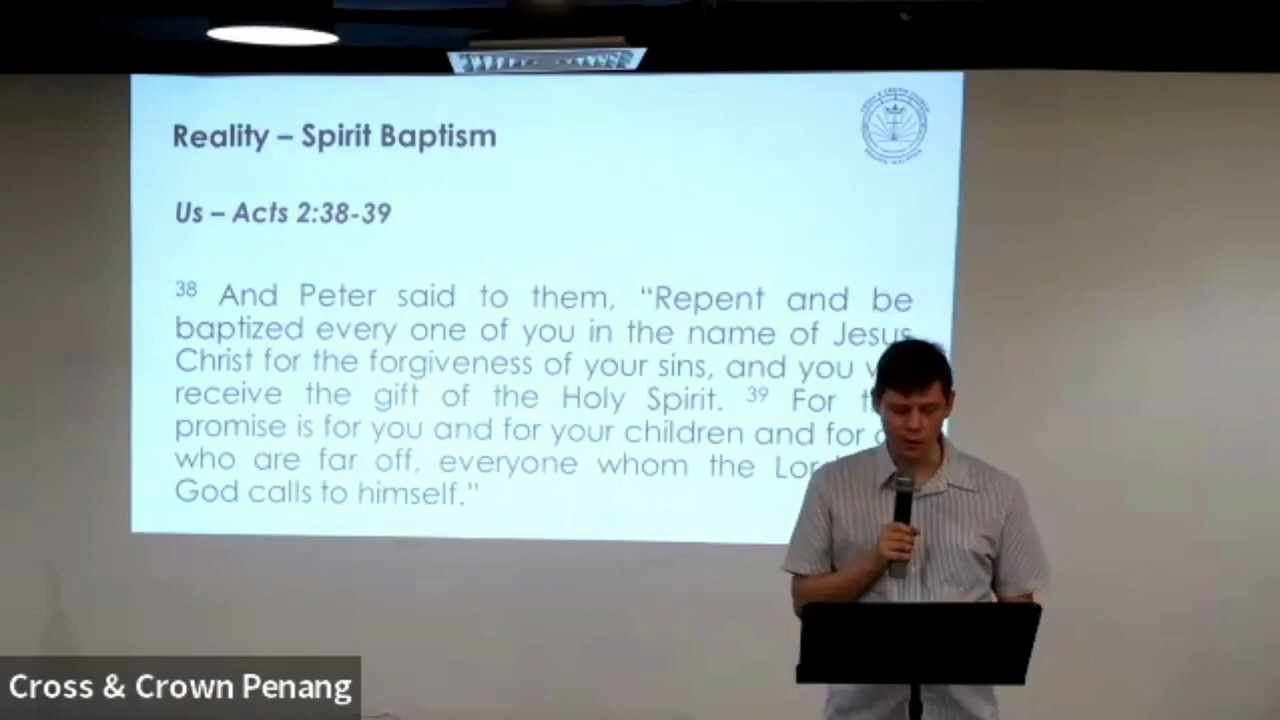 Reality – Spirit Baptism
Us – Acts 2:38-39
38 And Peter said to them, “Repent and be
baptized every one of you in the name of Jesus
Christ for the forgiveness of your sins, and you
receive the gift of the Holy Spirit. 39 For
promise is for you and for your children and for
who are far off, everyone whom the
God calls to himself.”
Cross & Crown Penang